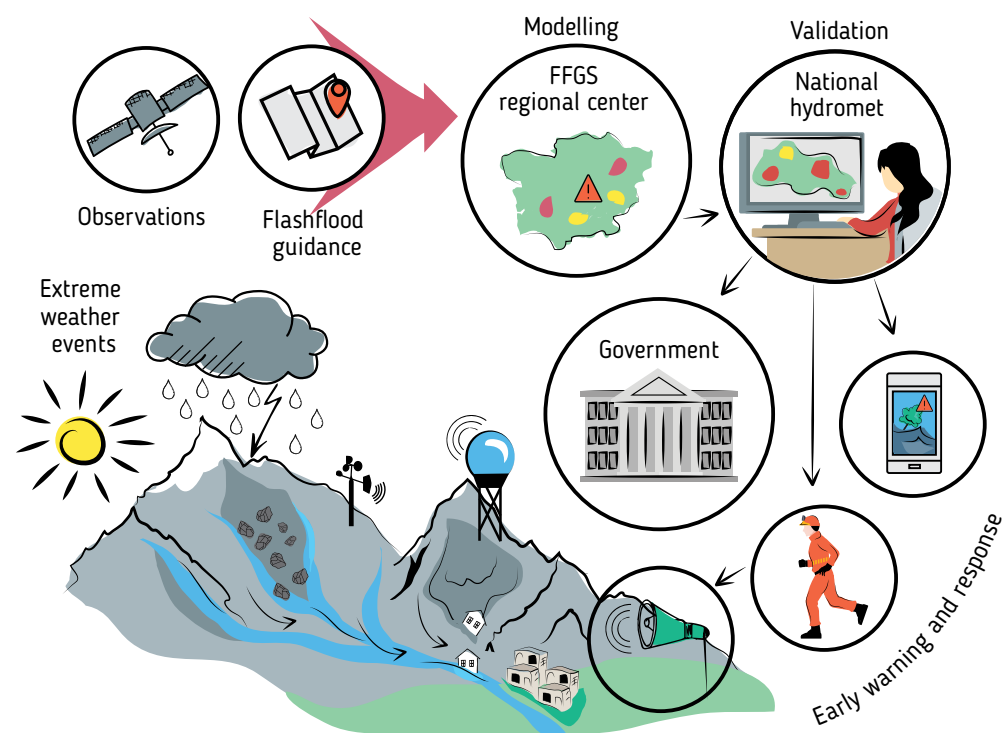 Modelling
Validation
FFGS
regional center
National
hydromet
Observations
Flashflood
guidance
Extreme
weather
events
Government
Early warning and response